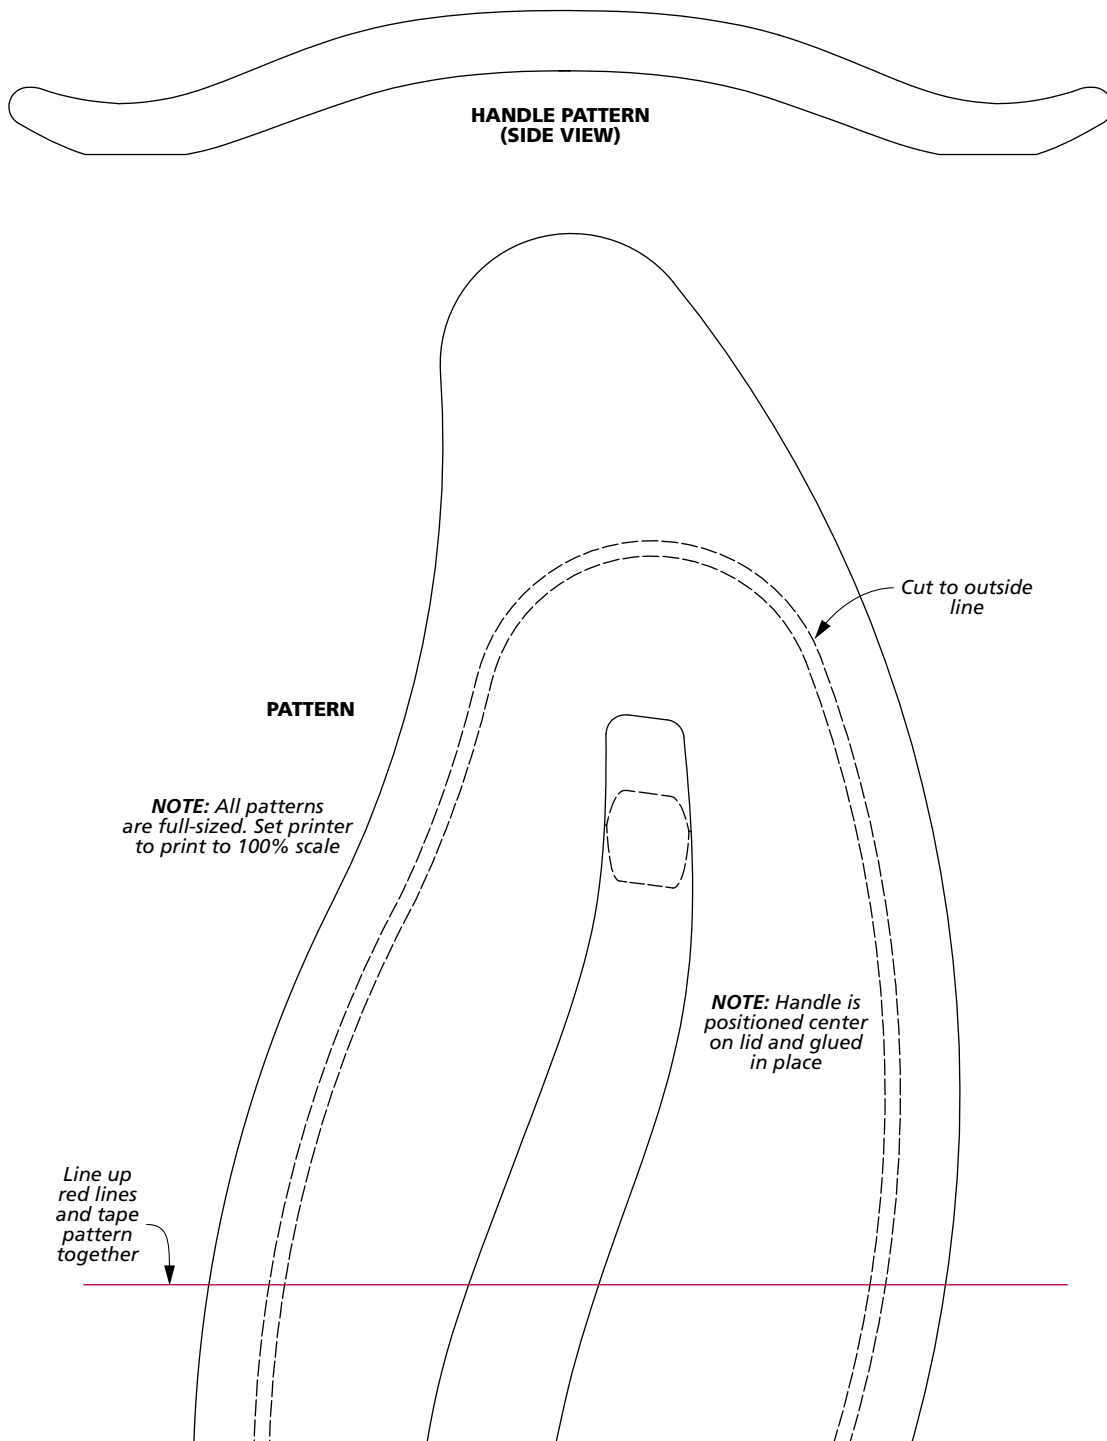 HANDLE PATTERN
(SIDE VIEW)
Cut to outside
line
PATTERN
NOTE: All patterns
are full-sized. Set printer
to print to 100% scale
NOTE: Handle is
positioned center
on lid and glued
in place
Line up
red lines
and tape
pattern
together